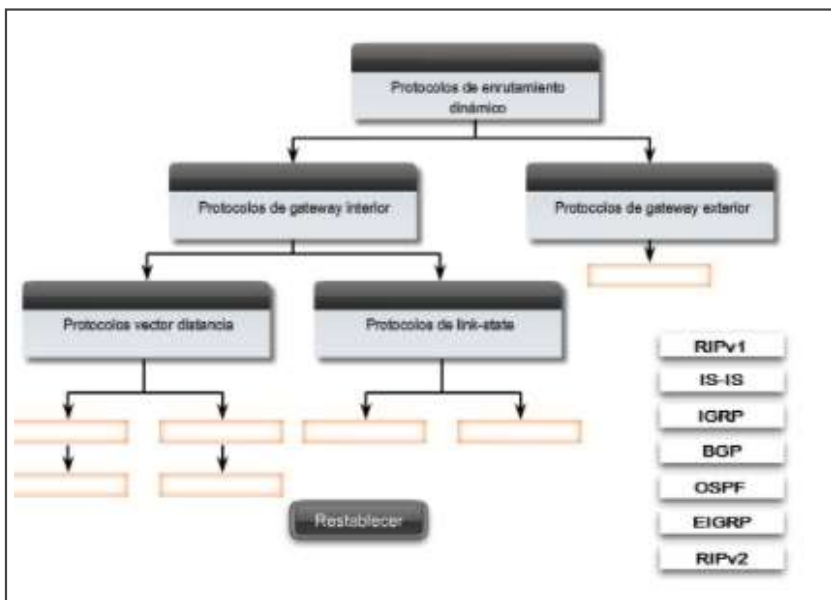 Protocolos de enrutamiento
dinámico
Protocolos de gateway interior
Protocolos de gateway exterior
Protocolos vector distancia
Protocolos de link-state
RIPv1
IS-IS
IGRP
BGP
OSPF
EIGRP
RIPv2
Restablecer